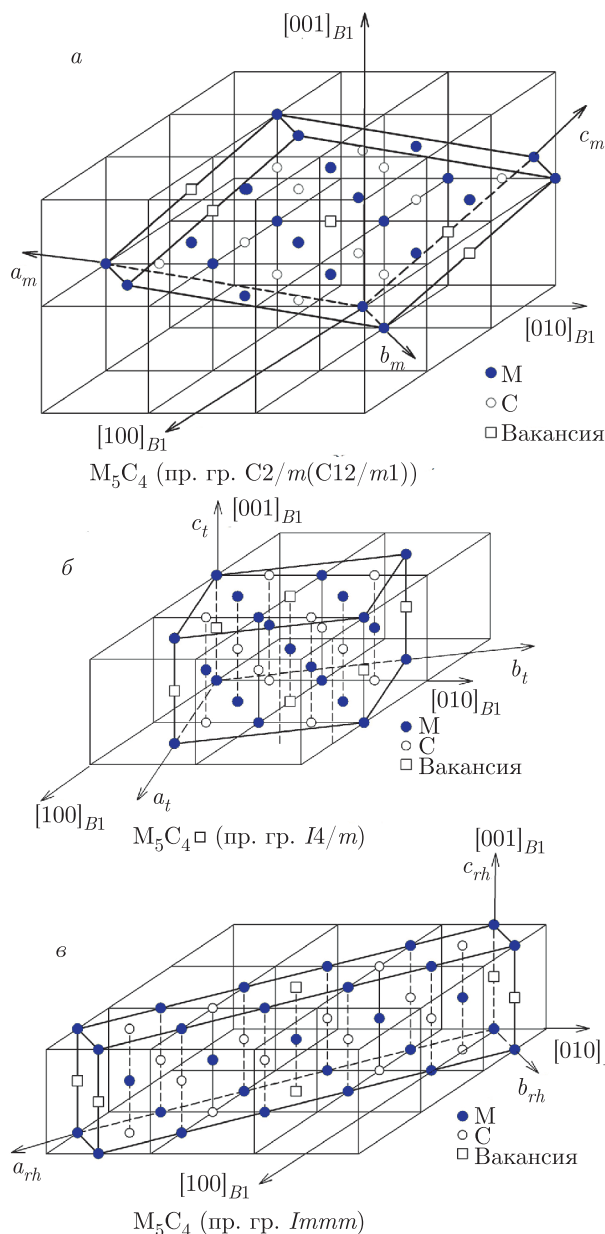 [001]B1
а
cm
am
bm
[010]B1
[100]B1
М
С
Вакансия
M5C4 (пр. гр. C2/m(C12/m1))
ct
[001]B1
б
bt
[010]B1
[100]B1
at
М
С
Вакансия
M5C4□ (пр. гр. I4/m)
[001]B1
crh
в
[010]B1
brh
arh
[100]B1
М
С
Вакансия
M5C4 (пр. гр. Immm)